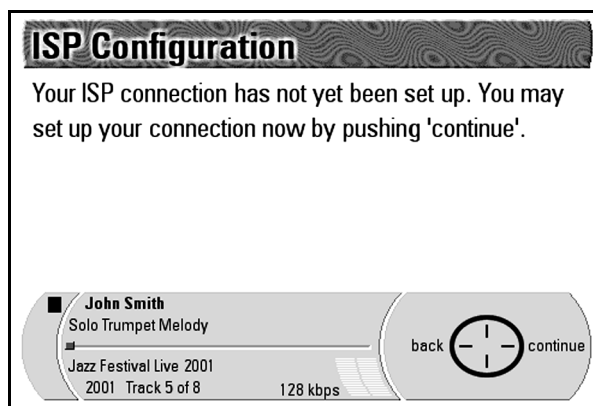 ISP Configuration
Your ISP connection has not yet been set up. You may
set up your connection now by pushing 'continue'.
John Smith
Solo Trumpet Melody
Jazz Festival Live 2001
2001 Track 5 of 8 128 kbps
back continue